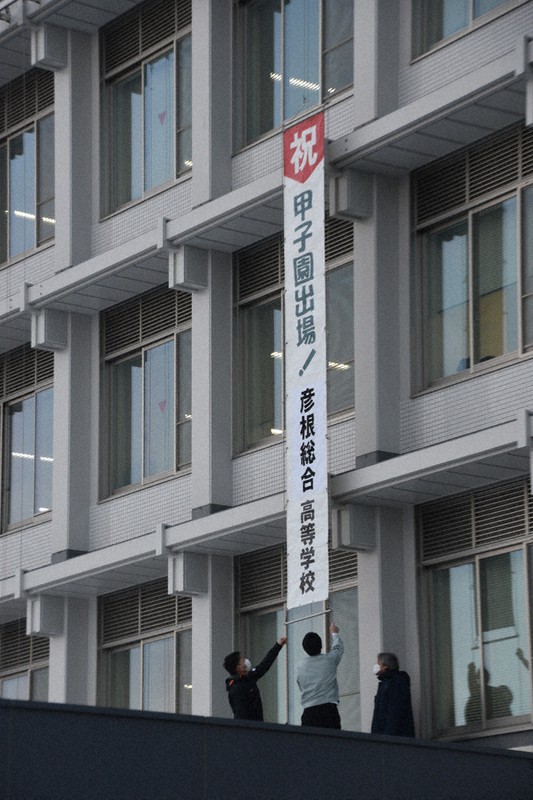 祝
甲子園出場！
彦根総合高等学校